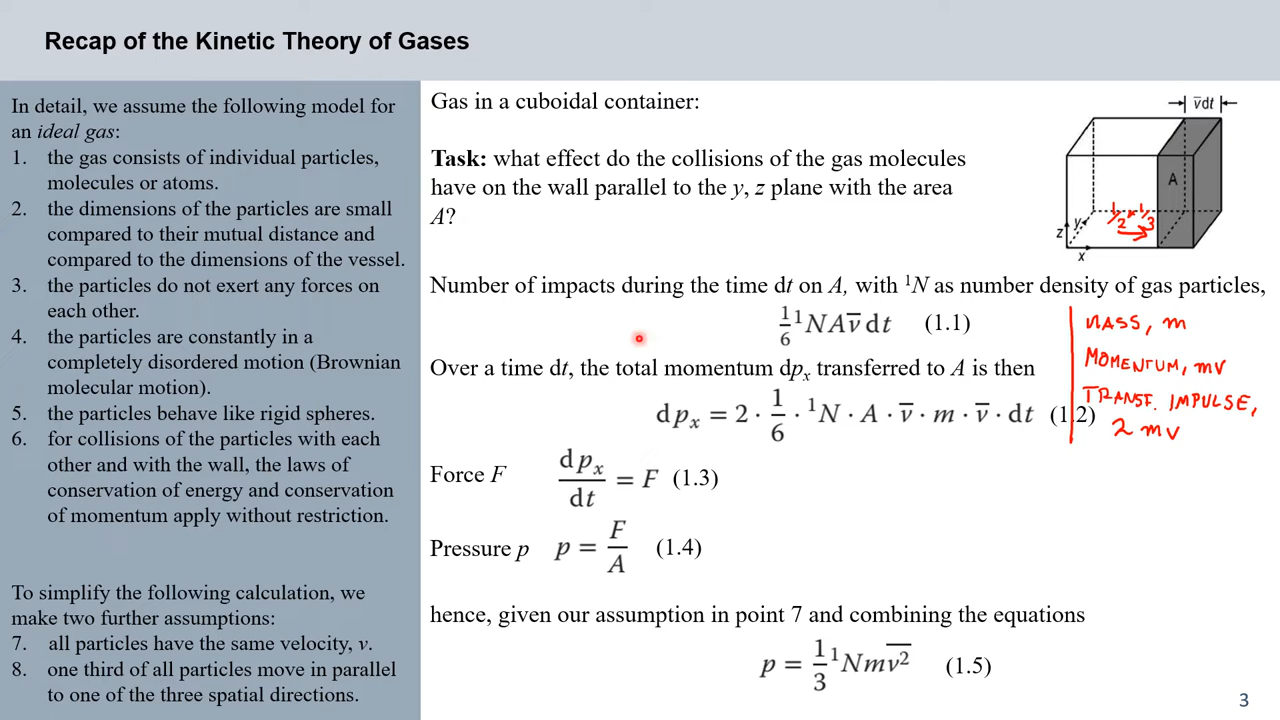 Recap of the Kinetic Theory of Gases
In detail, we assume the following model for
an ideal gas:
1. the gas consists of individual particles,
molecules or atoms.
2. the dimensions of the particles are small
compared to their mutual distance and
compared to the dimensions of the vessel.
3. the particles do not exert any forces on
each other.
4. the particles are constantly in a
completely disordered motion (Brownian
molecular motion).
5. the particles behave like rigid spheres.
6. for collisions of the particles with each
other and with the wall, the laws of
conservation of energy and conservation
of momentum apply without restriction.
To simplify the following calculation, we
make two further assumptions:
7. all particles have the same velocity, v.
8. one third of all particles move in parallel
to one of the three spatial directions.
Gas in a cuboidal container:
Task: what effect do the collisions of the gas molecules
have on the wall parallel to the y, z plane with the area
A?
v̅dt
A
1/2 * 1/3
z y
x
Number of impacts during the time dt on A, with ¹N as number density of gas particles,
1/6 ¹NAv̅ dt (1.1)
Over a time dt, the total momentum dpₓ transferred to A is then
dpₓ = 2 · 1/6 · ¹N · A · v̅ · m · v̅ · dt (1.2)
MASS, m
MOMENTUM, mv
TRANSF. IMPULSE,
2 mv
Force F dpₓ/dt = F (1.3)
Pressure p p = F/A (1.4)
hence, given our assumption in point 7 and combining the equations
p = 1/3 ¹Nm\overline{v²} (1.5)
3